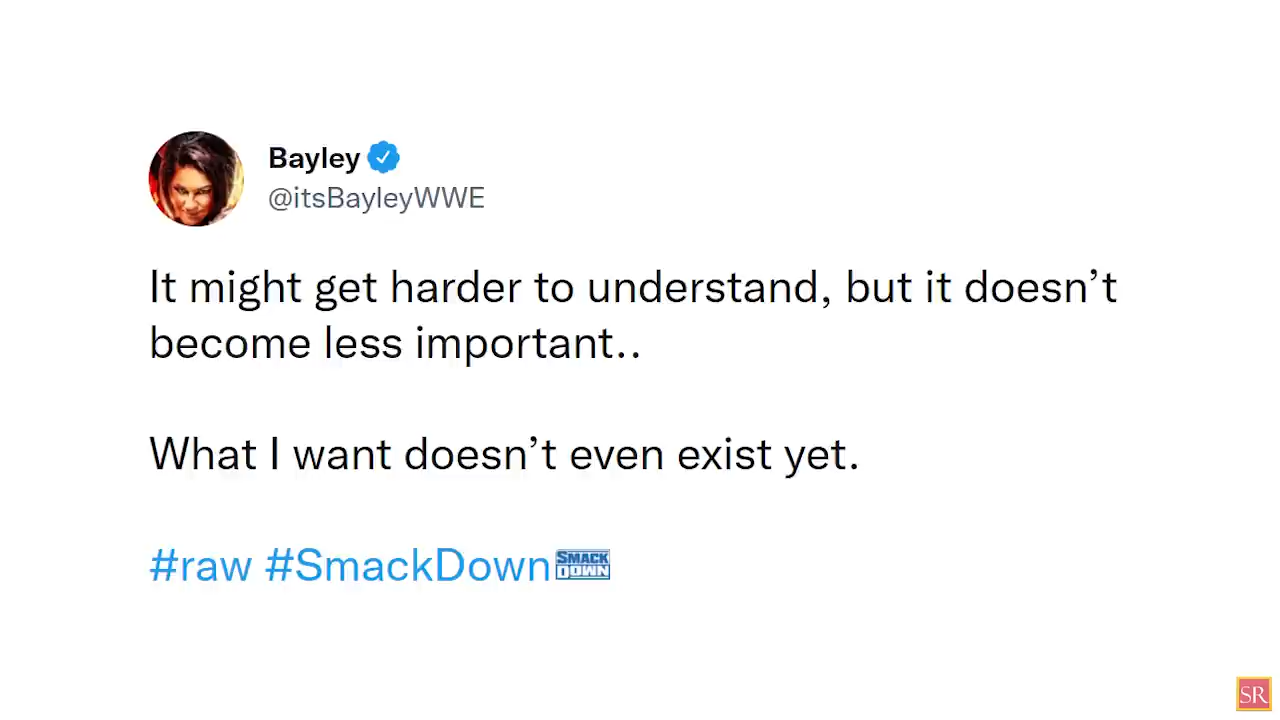 Bayley
@itsBayleyWWE
It might get harder to understand, but it doesn’t
become less important..
What I want doesn’t even exist yet.
#raw #SmackDown SMACK DOWN
SR